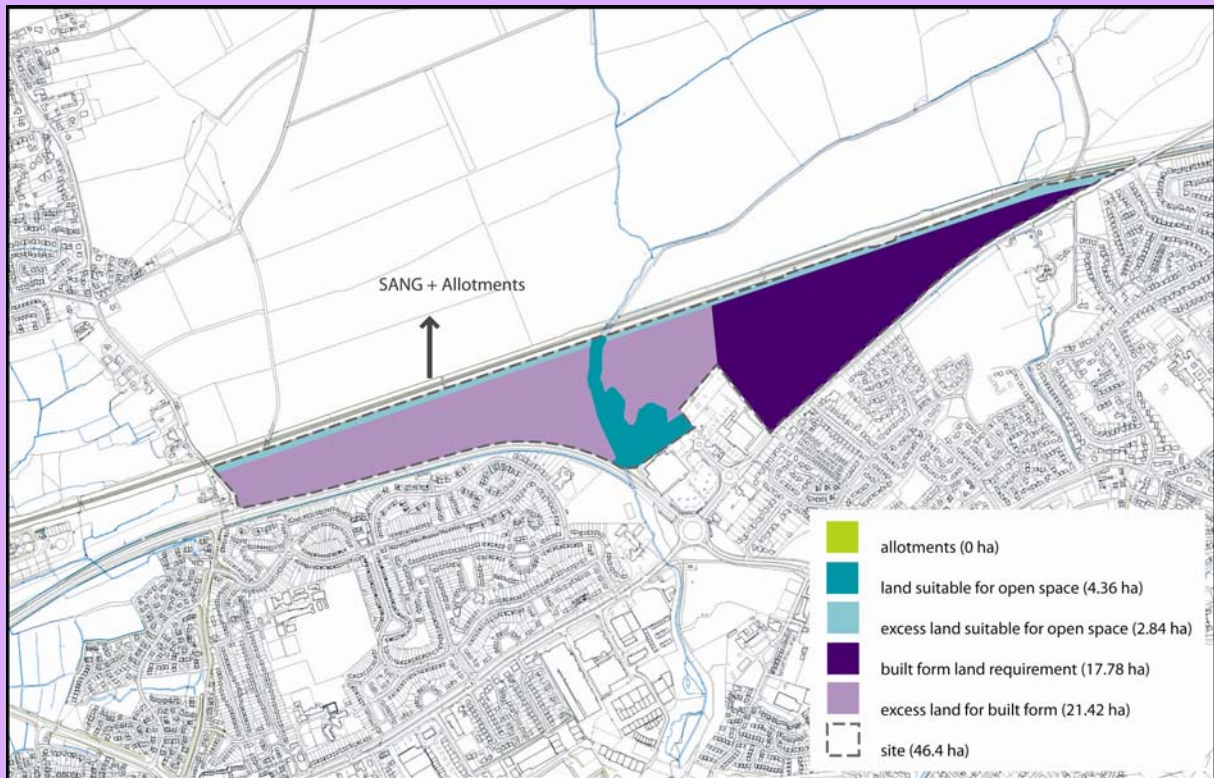 SANG + Allotments
allotments (0 ha)
land suitable for open space (4.36 ha)
excess land suitable for open space (2.84 ha)
built form land requirement (17.78 ha)
excess land for built form (21.42 ha)
site (46.4 ha)